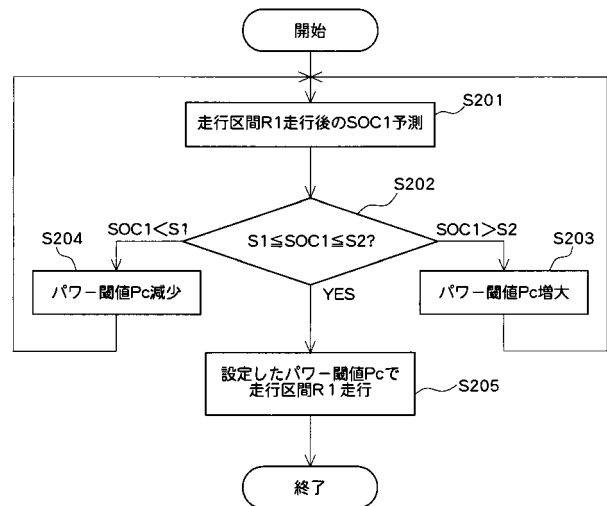 開始
S201
走行区間R1走行後のSOC1予測
S202
S204
SOC1<S1
S1≦SOC1≦S2?
SOC1>S2
S203
パワー閾値Pc減少
パワー閾値Pc増大
YES
設定したパワー閾値Pcで
走行区間R1走行
S205
終了